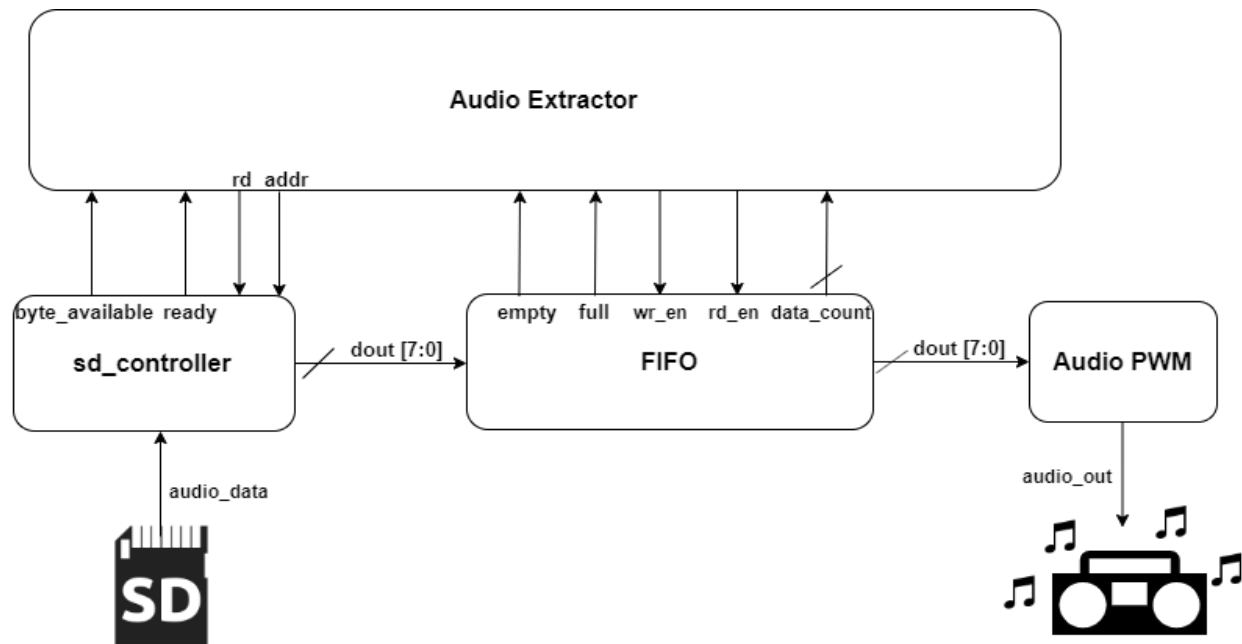 Audio Extractor
rd addr
byte_available ready
empty full wr_en rd_en data_count
sd_controller
dout [7:0]
FIFO
dout [7:0]
Audio PWM
audio_data
audio_out
SD